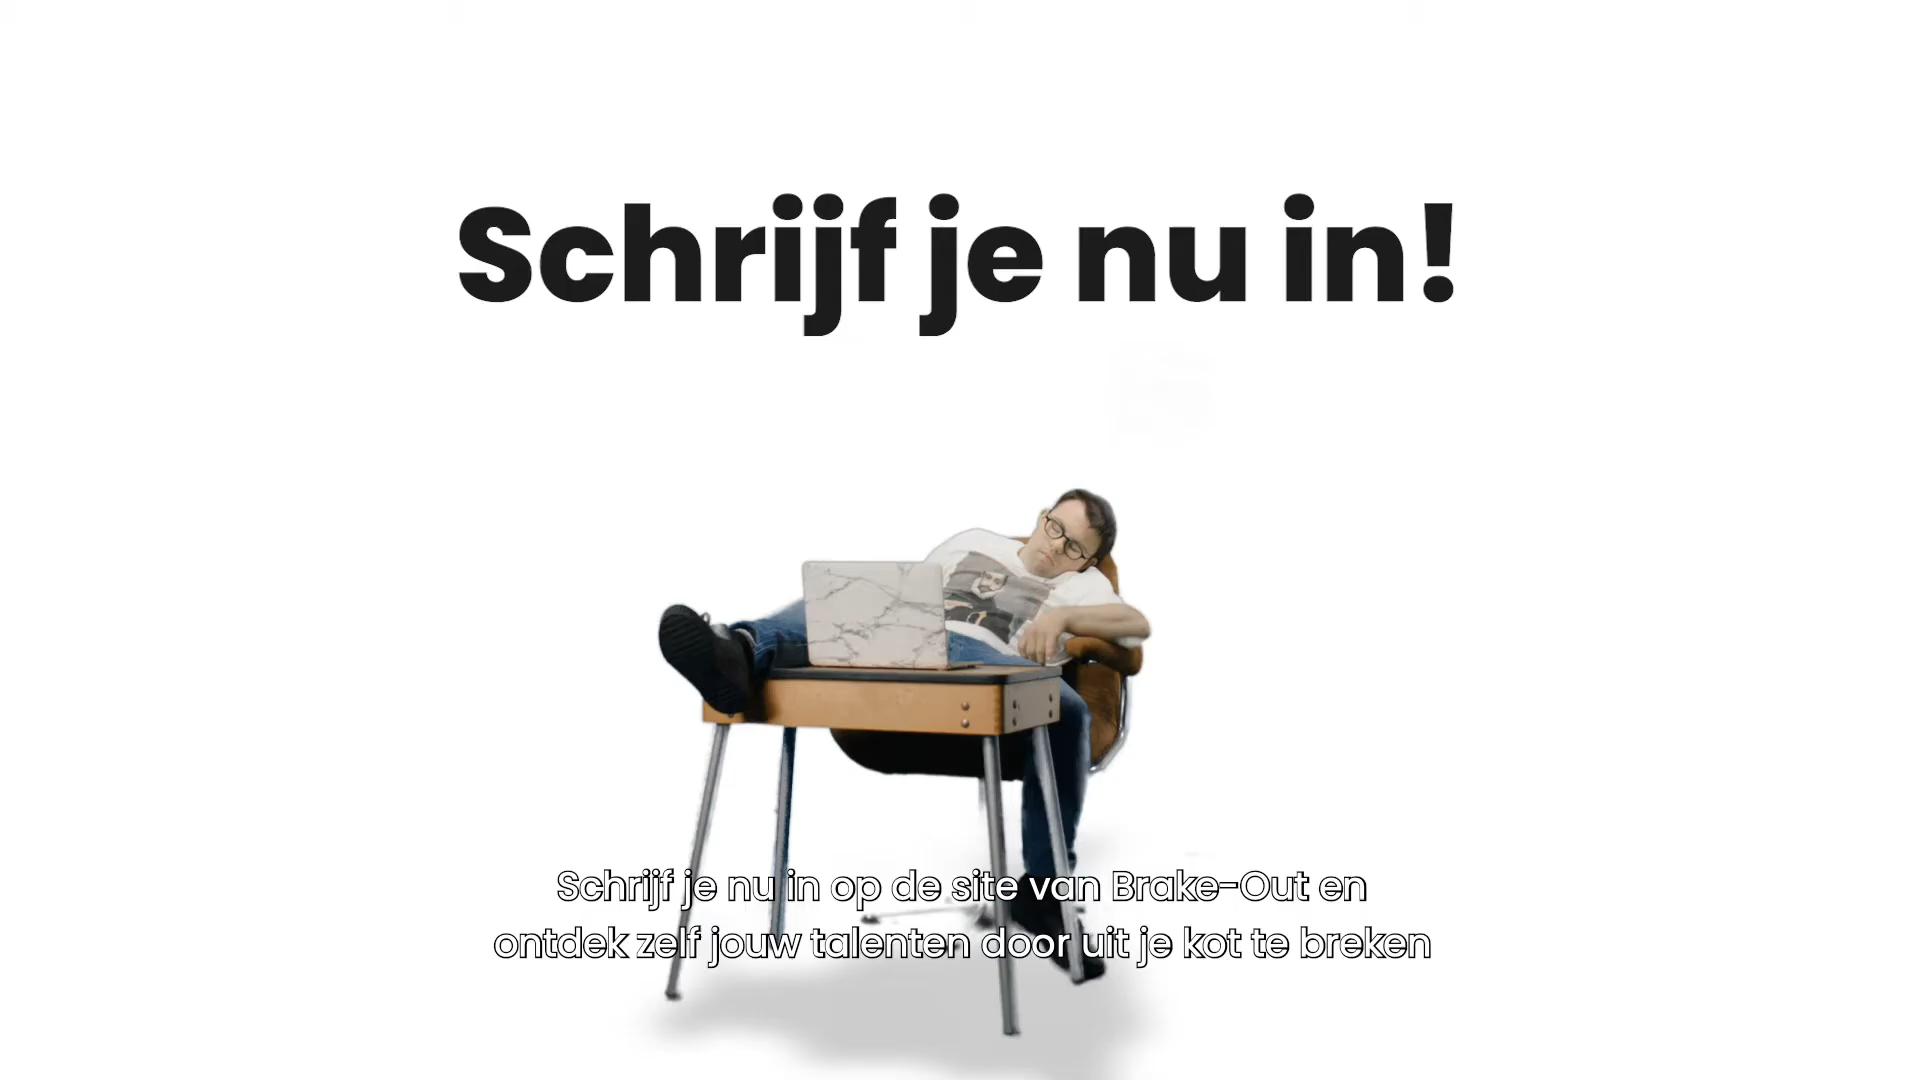 Schrijf je nu in!
Schrijf je nu in op de site van Brake-Out en
ontdek zelf jouw talenten door uit je kot te breken